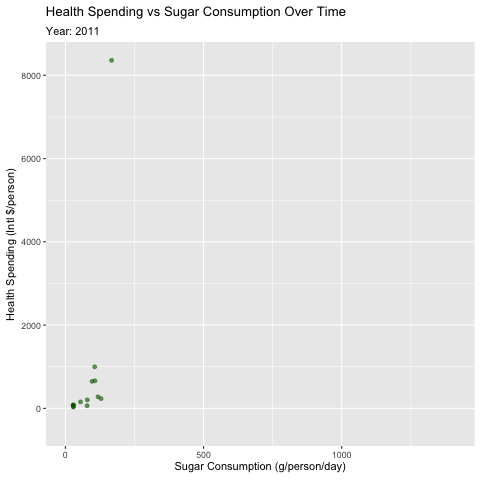 Health Spending vs Sugar Consumption Over Time
Year: 2011
8000
6000
4000
2000
0
Health Spending (Intl $/person)
0
500
1000
Sugar Consumption (g/person/day)